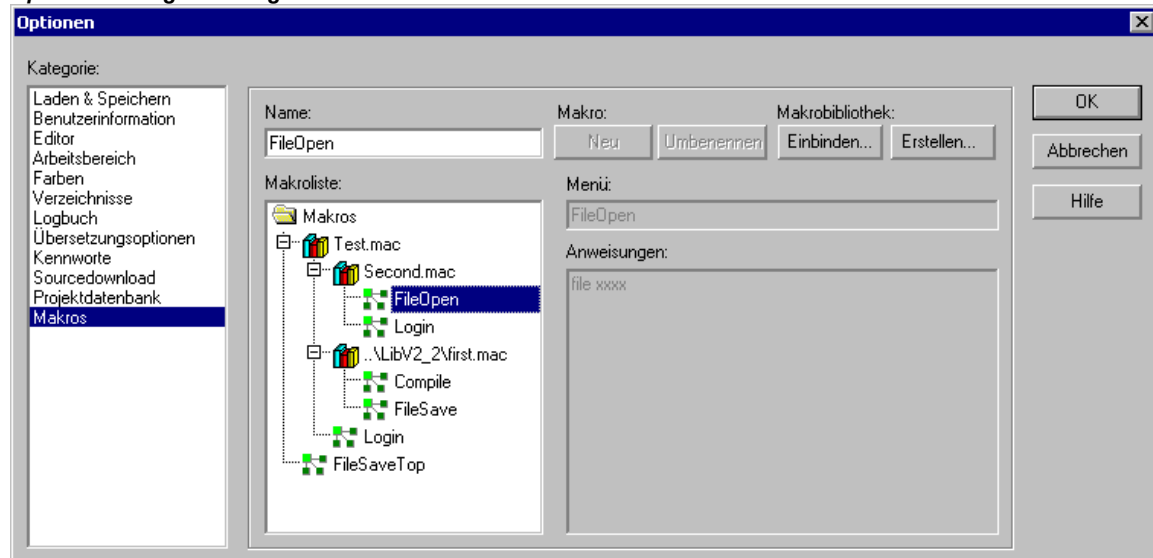 Optionen
Kategorie:
Laden & Speichern
Benutzerinformation
Editor
Arbeitsbereich
Farben
Verzeichnisse
Logbuch
Übersetzungsoptionen
Kennworte
Sourcedownload
Projektdatenbank
Makros
Name:
FileOpen
Makro:
Neu
Umbenennen
Makrobibliothek:
Einbinden...
Erstellen...
Makroliste:
Makros
Test.mac
Second.mac
FileOpen
Login
..\LibV2_2\first.mac
Compile
FileSave
Login
FileSaveTop
Menü:
FileOpen
Anweisungen:
file xxxx
OK
Abbrechen
Hilfe